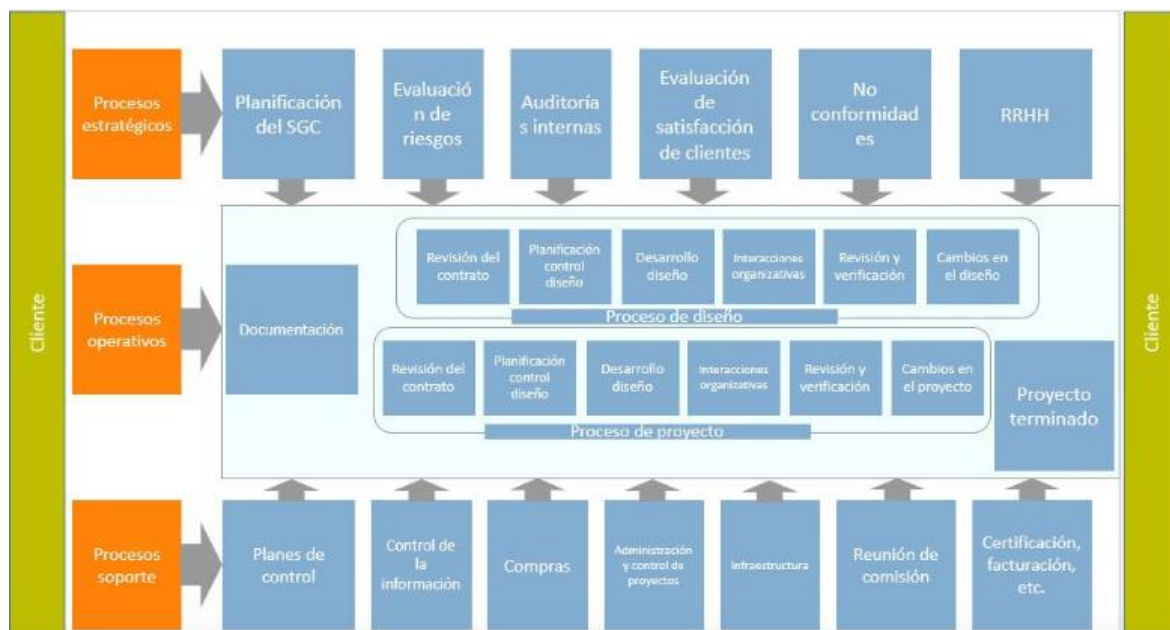 Cliente
Procesos
estratégicos
Planificación
del SGC
Evaluació
n de
riesgos
Auditoría
s internas
Evaluación
de
satisfacción
de clientes
No
conformidad
es
RRHH
Procesos
operativos
Documentación
Revisión del
contrato
Planificación
control
diseño
Desarrollo
diseño
Interacciones
organizativas
Revisión y
verificación
Cambios en
el diseño
Proceso de diseño
Revisión del
contrato
Planificación
control
diseño
Desarrollo
diseño
Interacciones
organizativas
Revisión y
verificación
Cambios en
el proyecto
Proceso de proyecto
Proyecto
terminado
Procesos
soporte
Planes de
control
Control de
la
información
Compras
Administración
y control de
proyectos
Infraestructura
Reunión de
comisión
Certificación,
facturación,
etc.
Cliente